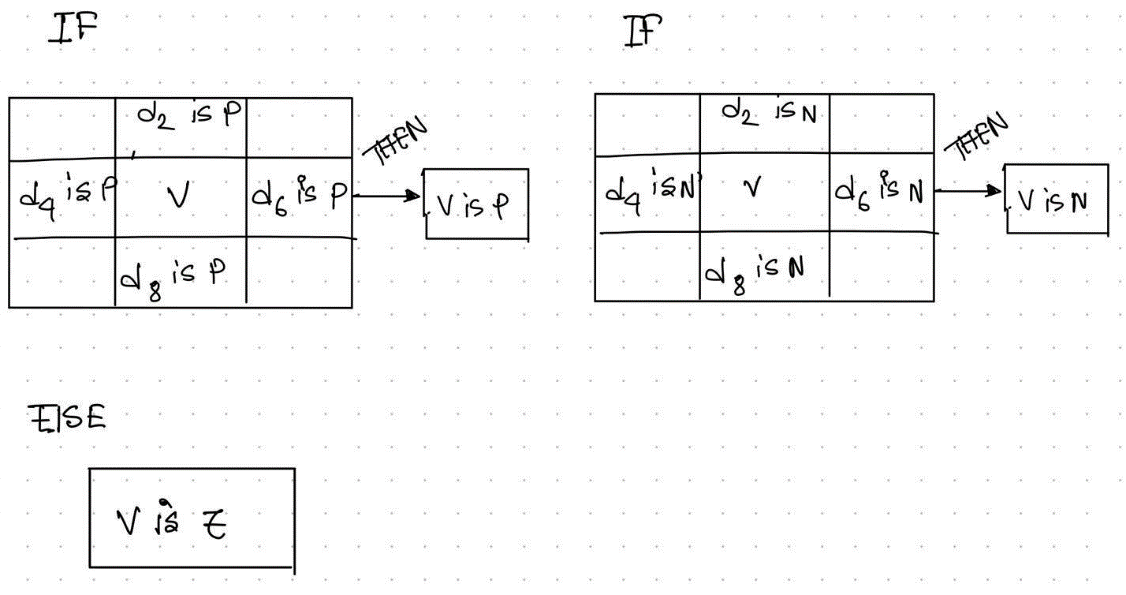 IF
d2 is P
d4 is P V d6 is P
d8 is P
THEN
V is P
IF
d2 is N
d4 is N V d6 is N
d8 is N
THEN
V is N
ELSE
V is Z